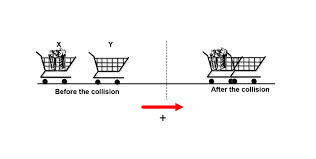 X Y
Before the collision
After the collision
+